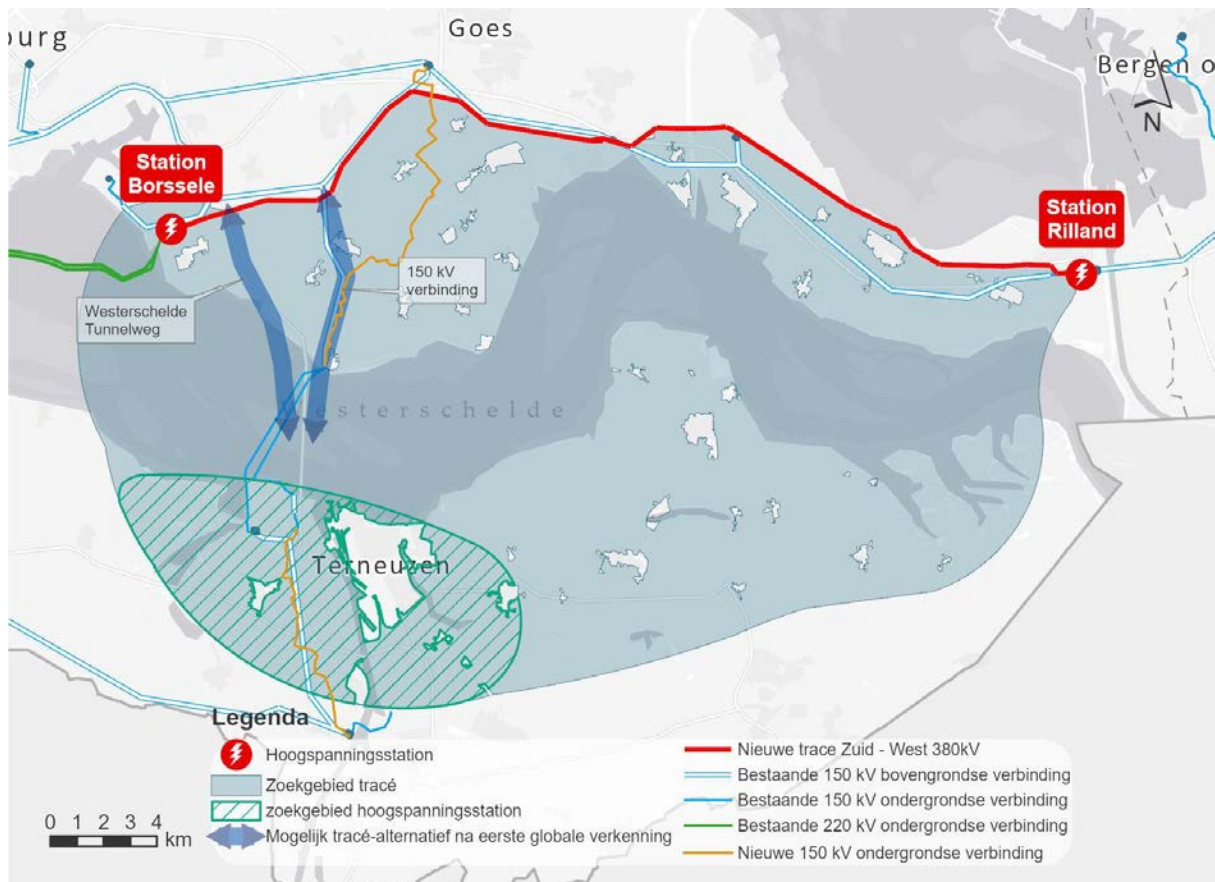 burg
Goes
Bergen o
N
Station
Borssele
Station
Rilland
150 kV
verbinding
Westerschelde
Tunnelweg
Westerschelde
Terneuzen
Legenda
Hoogspanningsstation
Zoekgebied tracé
zoekgebied hoogspanningsstation
Mogelijk tracé-alternatief na eerste globale verkenning
Nieuwe trace Zuid - West 380kV
Bestaande 150 kV bovengrondse verbinding
Bestaande 150 kV ondergrondse verbinding
Bestaande 220 kV ondergrondse verbinding
Nieuwe 150 kV ondergrondse verbinding
0 1 2 3 4
km